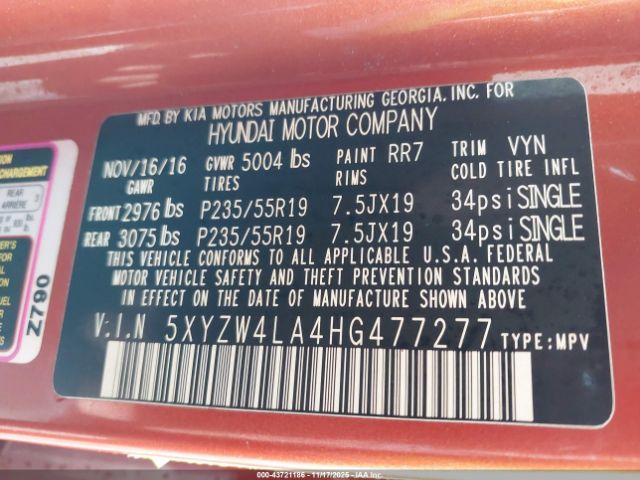 MFD. BY KIA MOTORS MANUFACTURING GEORGIA, INC. FOR
HYUNDAI MOTOR COMPANY
NOV/16/16 GVWR 5004 lbs PAINT RR7 TRIM VYN
GAWR TIRES RIMS COLD TIRE INFL
FRONT 2976 lbs P235/55R19 7.5JX19 34psi SINGLE
REAR 3075 lbs P235/55R19 7.5JX19 34psi SINGLE
THIS VEHICLE CONFORMS TO ALL APPLICABLE U.S.A. FEDERAL
MOTOR VEHICLE SAFETY AND THEFT PREVENTION STANDARDS
IN EFFECT ON THE DATE OF MANUFACTURE SHOWN ABOVE
V.I.N 5XYZW4LA4HG477277 TYPE:MPV
CHARGEMENT
REAR
ARRIÈRE 3
Z790
000-43721186 • 11/17/2025 • IAA Inc.